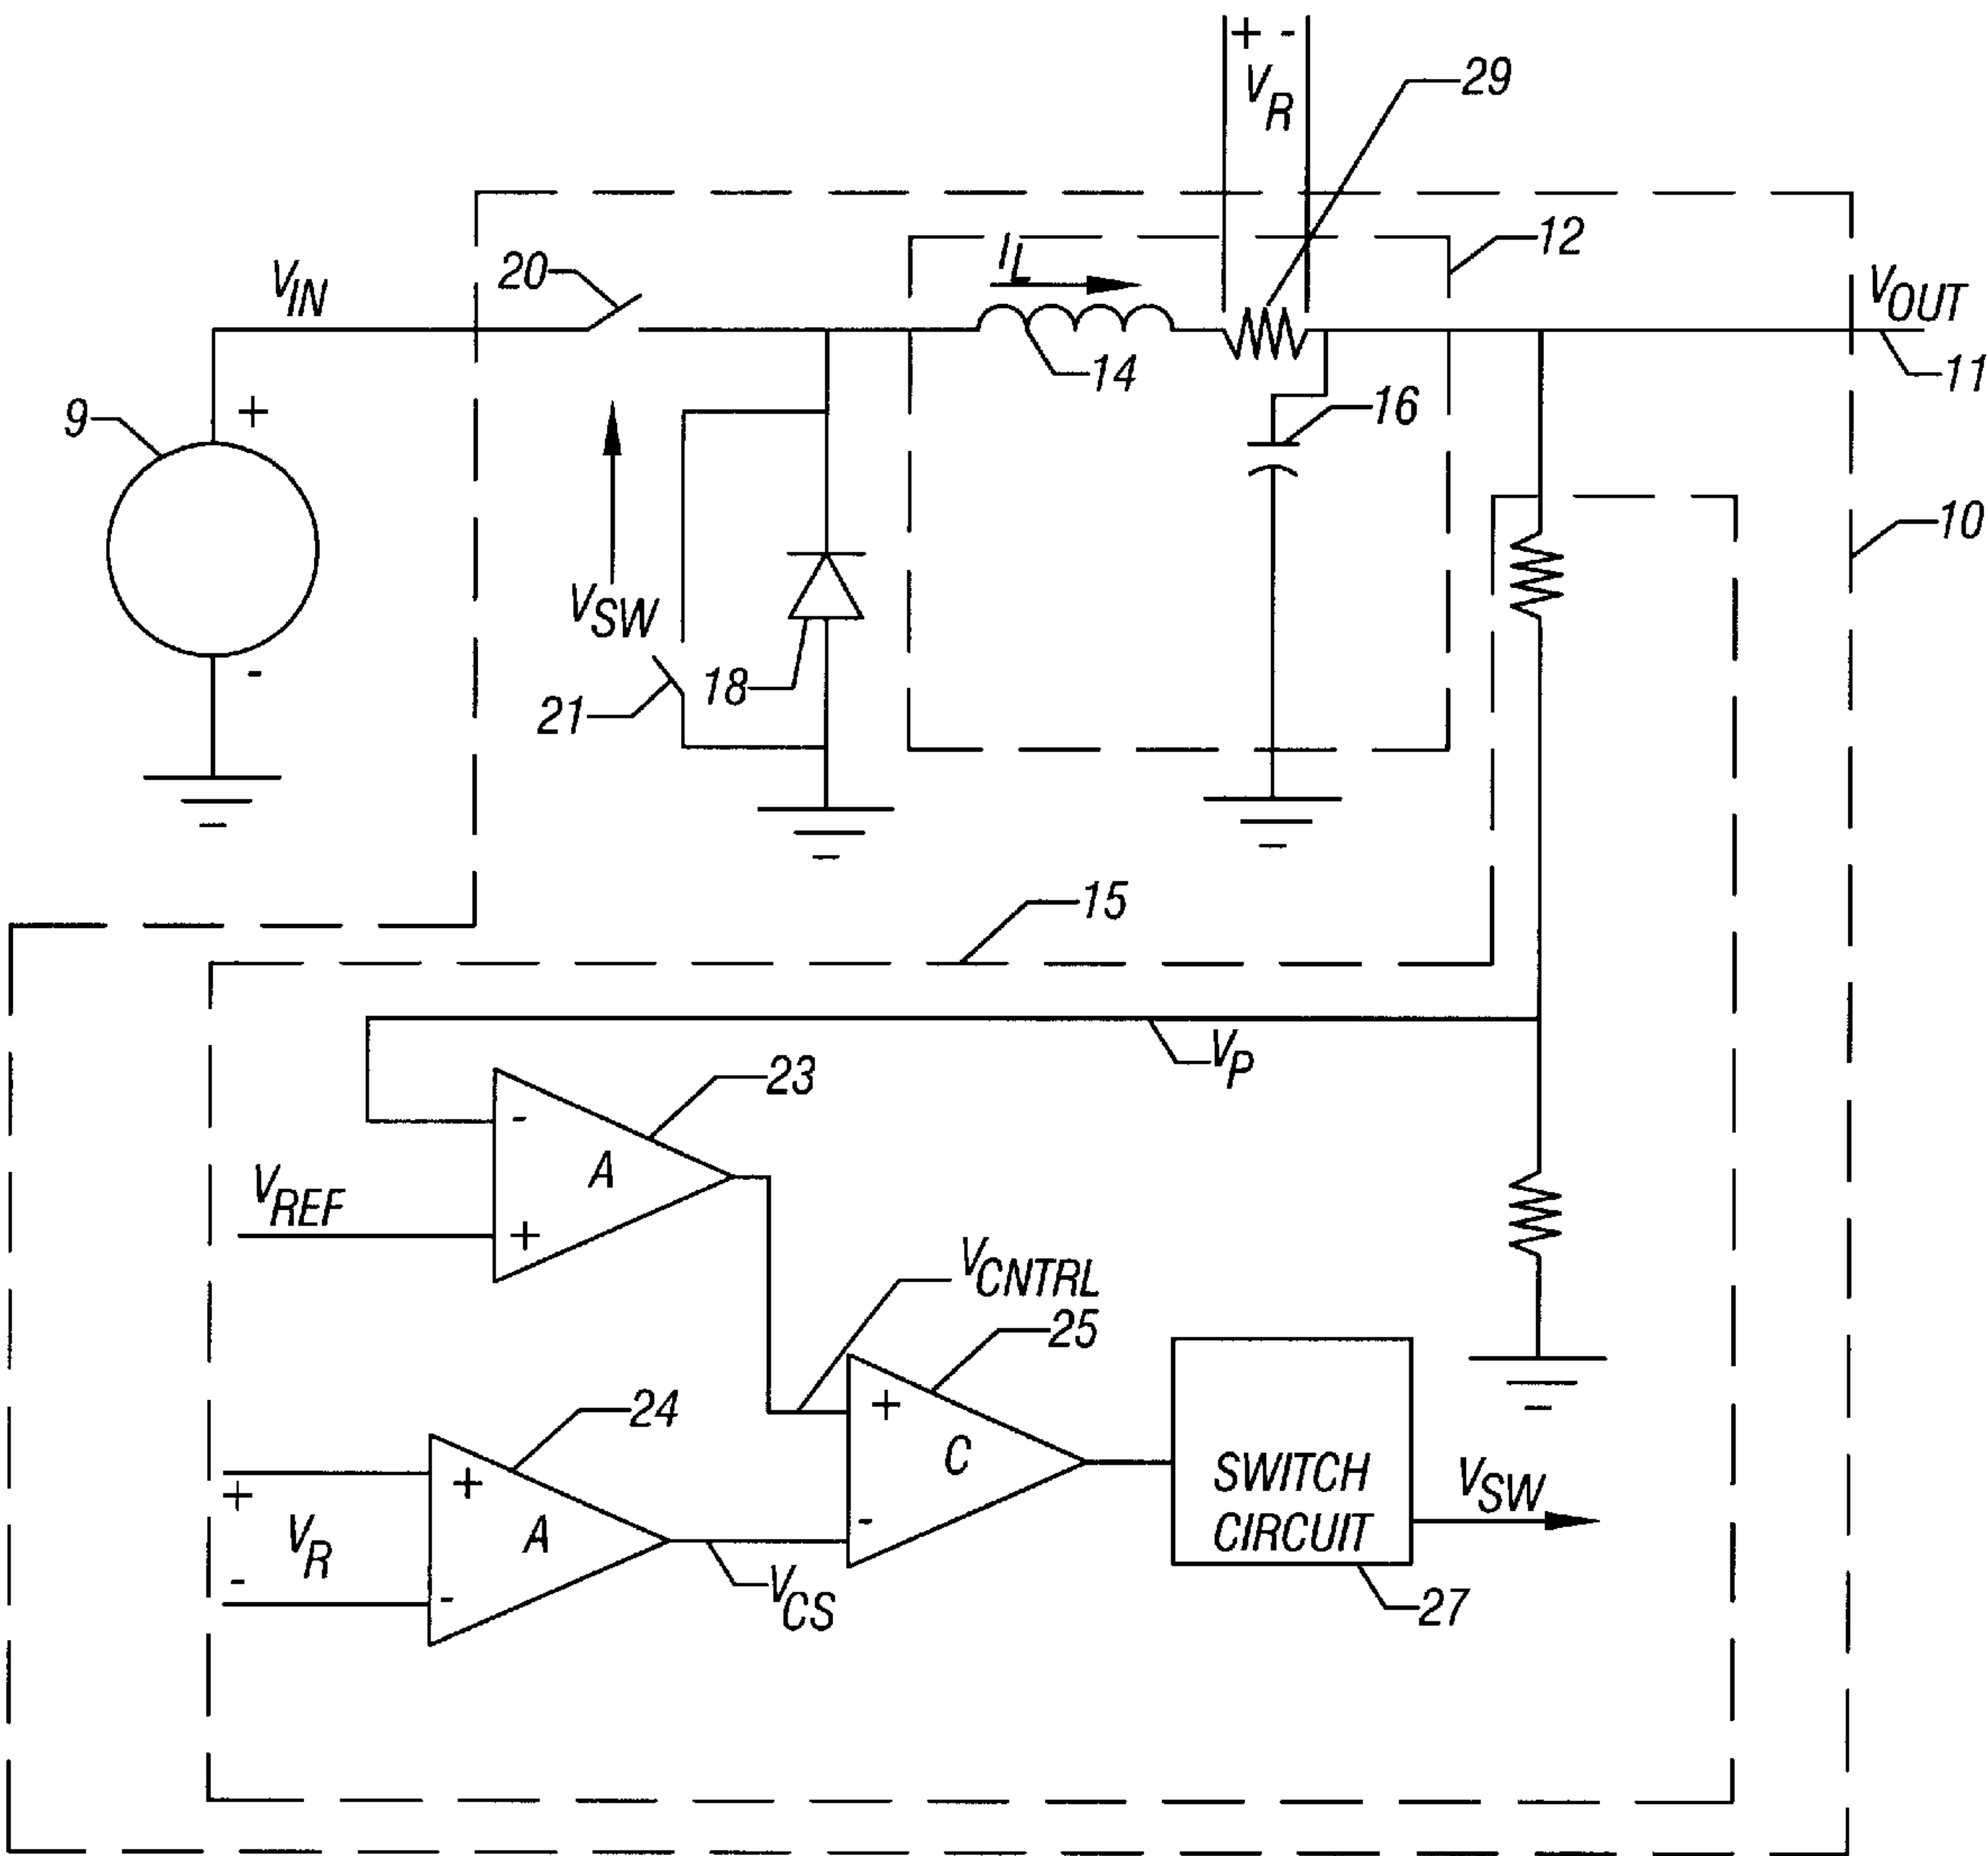 + -
V_R
29
12
I_L
20
V_IN
V_OUT
14
11
16
9
+
10
V_SW
-
18
21
15
V_P
23
-
A
V_REF
+
V_CNTRL
25
24
+
+
C
SWITCH
CIRCUIT
V_SW
+
A
-
V_R
-
-
V_CS
27